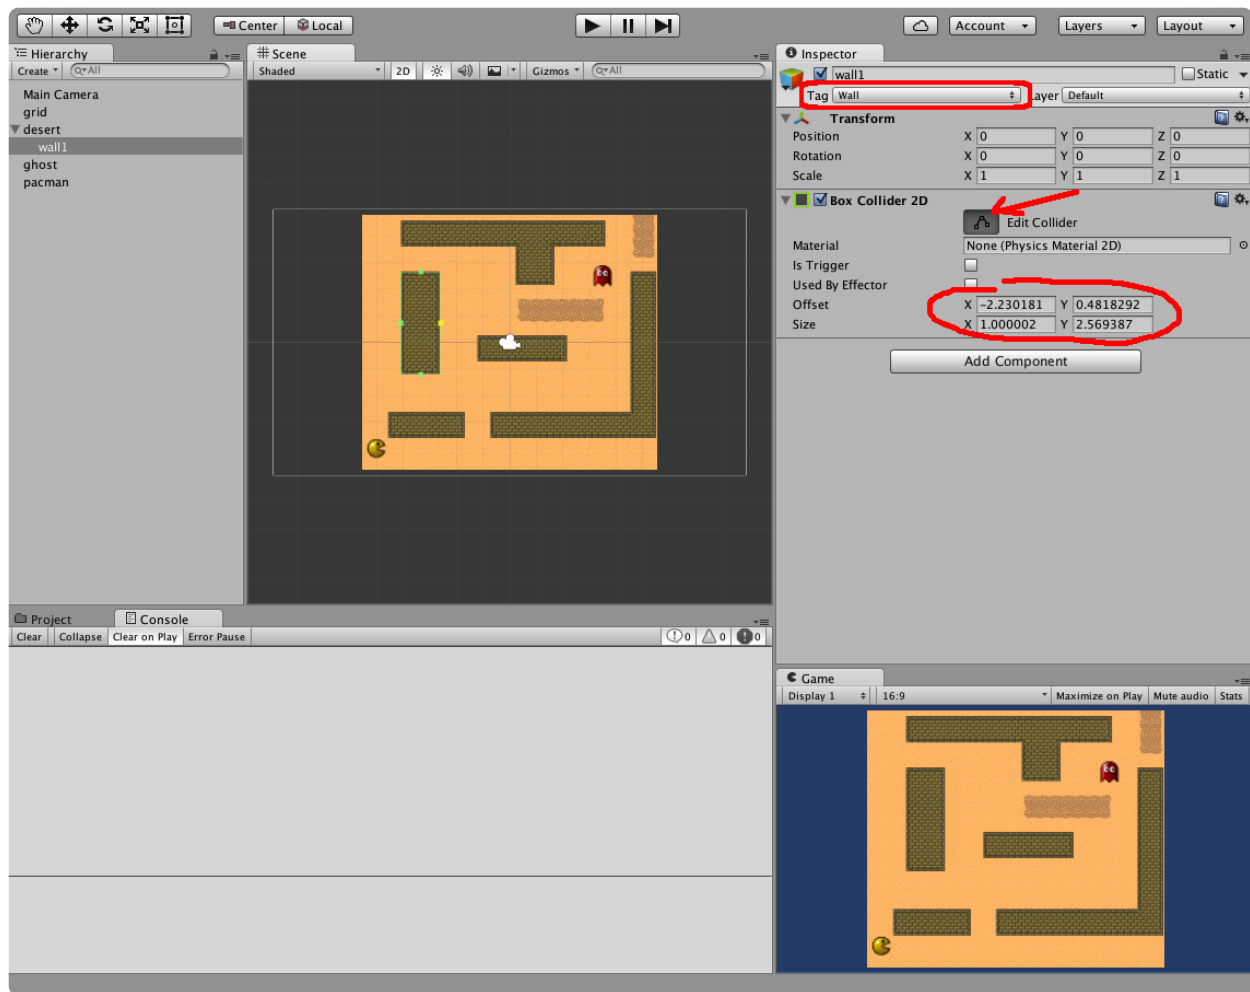 Center Local Account Layers Layout
Hierarchy
Create All
Main Camera
grid
desert
wall1
ghost
pacman
Scene
Shaded 2D Gizmos All
Inspector
wall1 Static
Tag Wall Layer Default
Transform
Position X 0 Y 0 Z 0
Rotation X 0 Y 0 Z 0
Scale X 1 Y 1 Z 1
Box Collider 2D
Edit Collider
Material None (Physics Material 2D)
Is Trigger
Used By Effector
Offset X -2.230181 Y 0.4818292
Size X 1.000002 Y 2.569387
Add Component
Project Console
Clear Collapse Clear on Play Error Pause 0 0 0
Game
Display 1 16:9 Maximize on Play Mute audio Stats